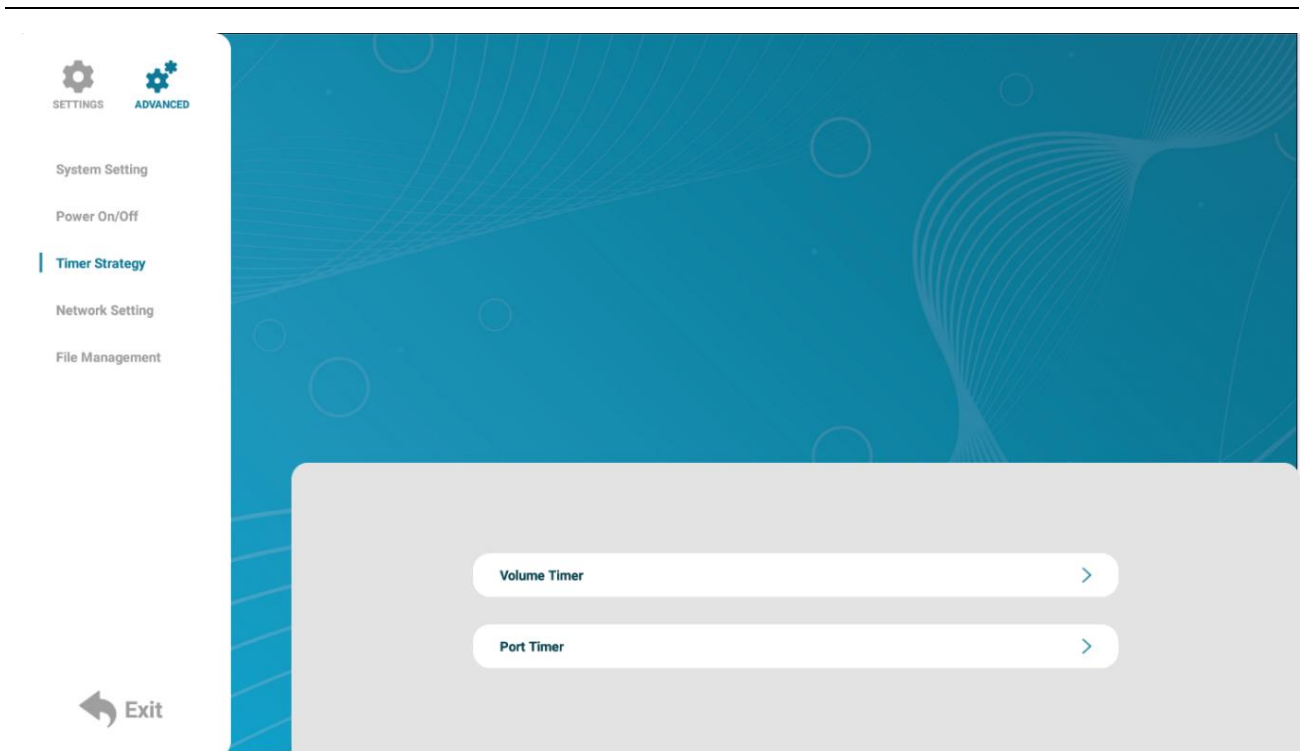 SETTINGS
ADVANCED
System Setting
Power On/Off
Timer Strategy
Network Setting
File Management
Volume Timer
Port Timer
Exit